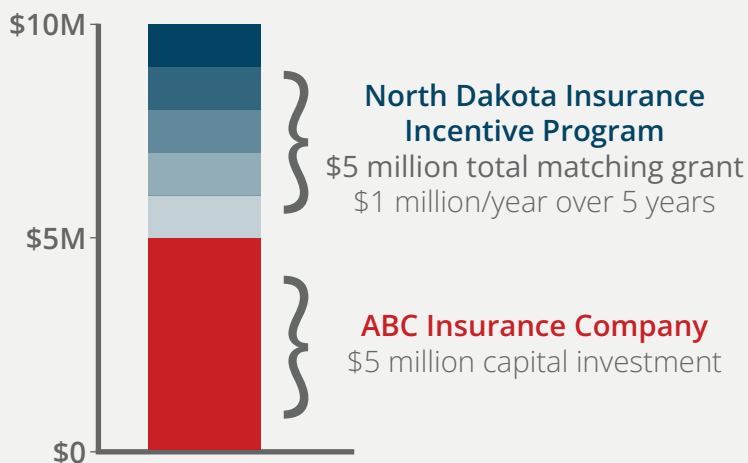 $10M
North Dakota Insurance
Incentive Program
$5 million total matching grant
$1 million/year over 5 years
$5M
ABC Insurance Company
$5 million capital investment
$0